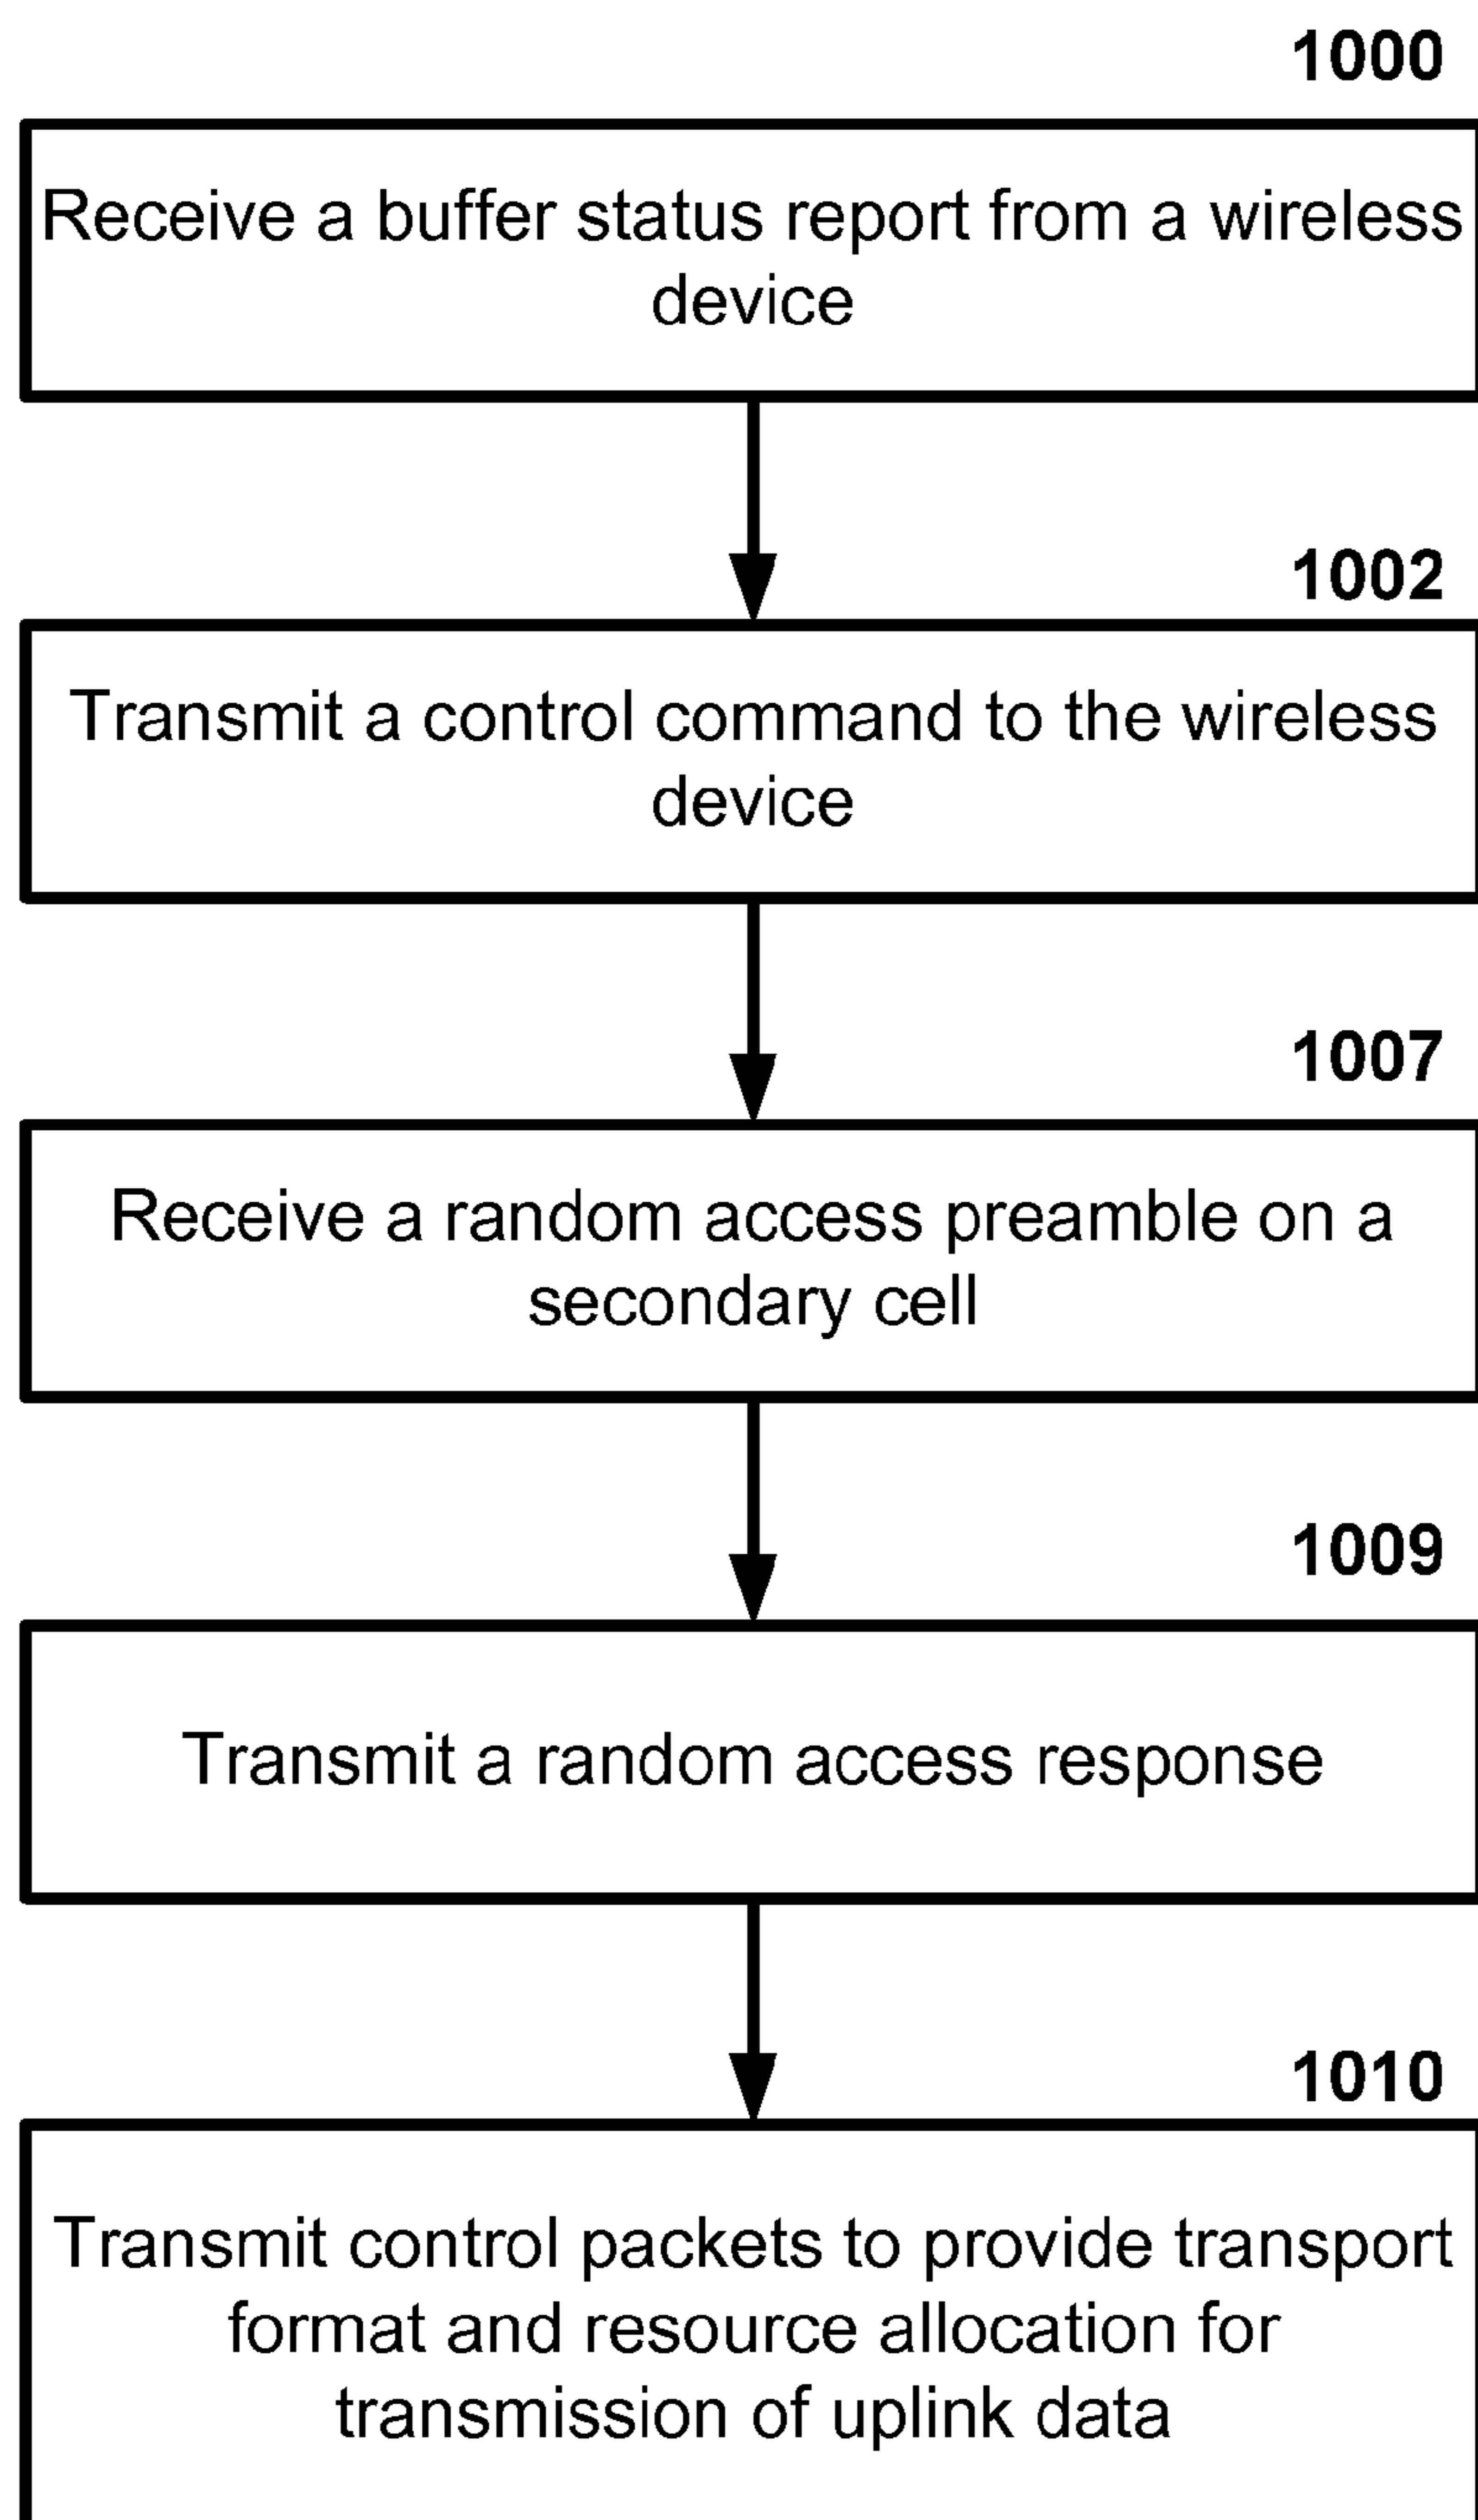 1000
Receive a buffer status report from a wireless
device
1002
Transmit a control command to the wireless
device
1007
Receive a random access preamble on a
secondary cell
1009
Transmit a random access response
1010
Transmit control packets to provide transport
format and resource allocation for
transmission of uplink data